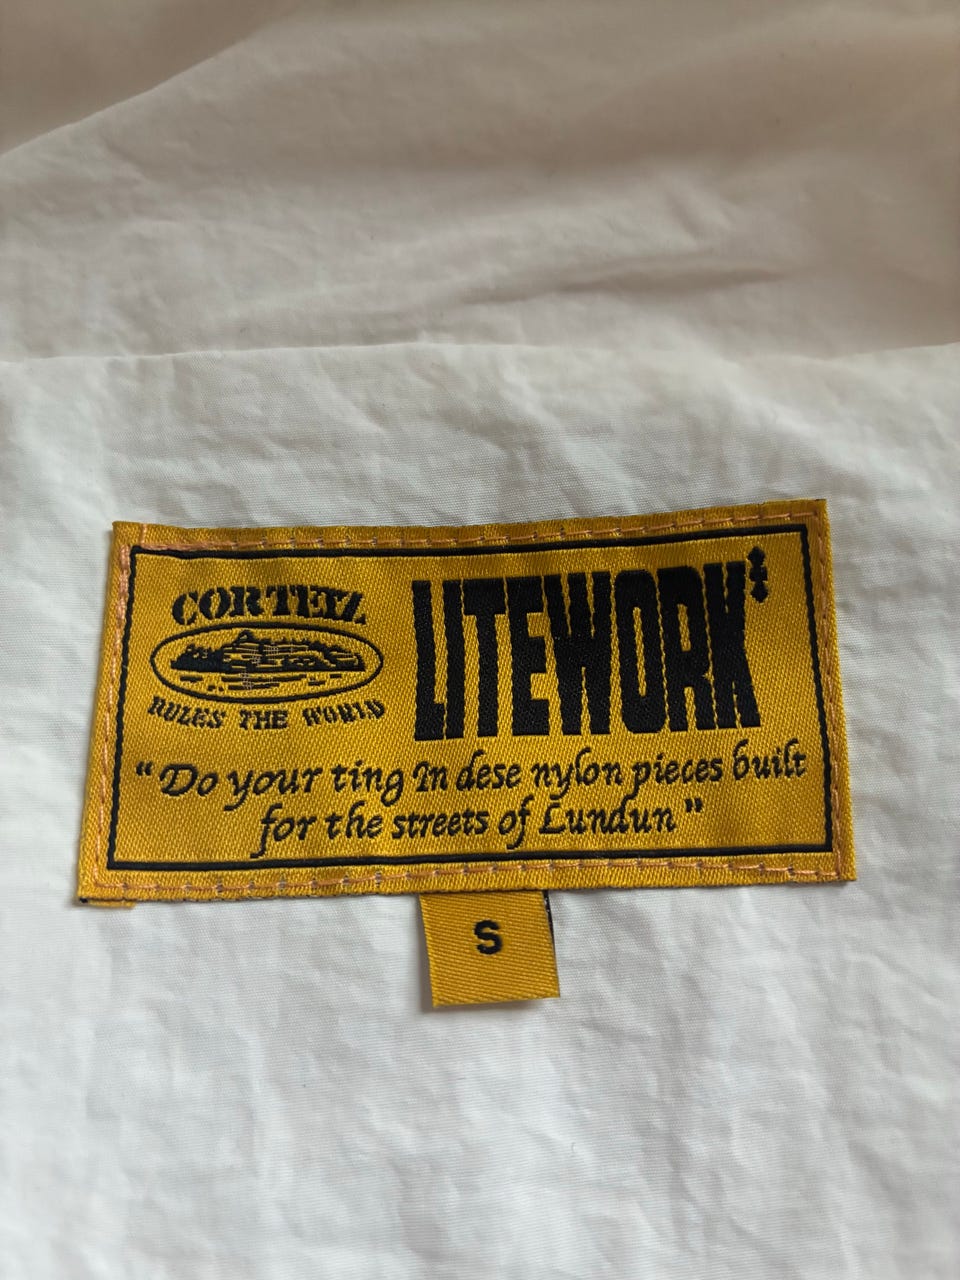 CORTEIZ
RULES THE WORLD
LITEWORK
“Do your ting In dese nylon pieces built
for the streets of Lundun”
S